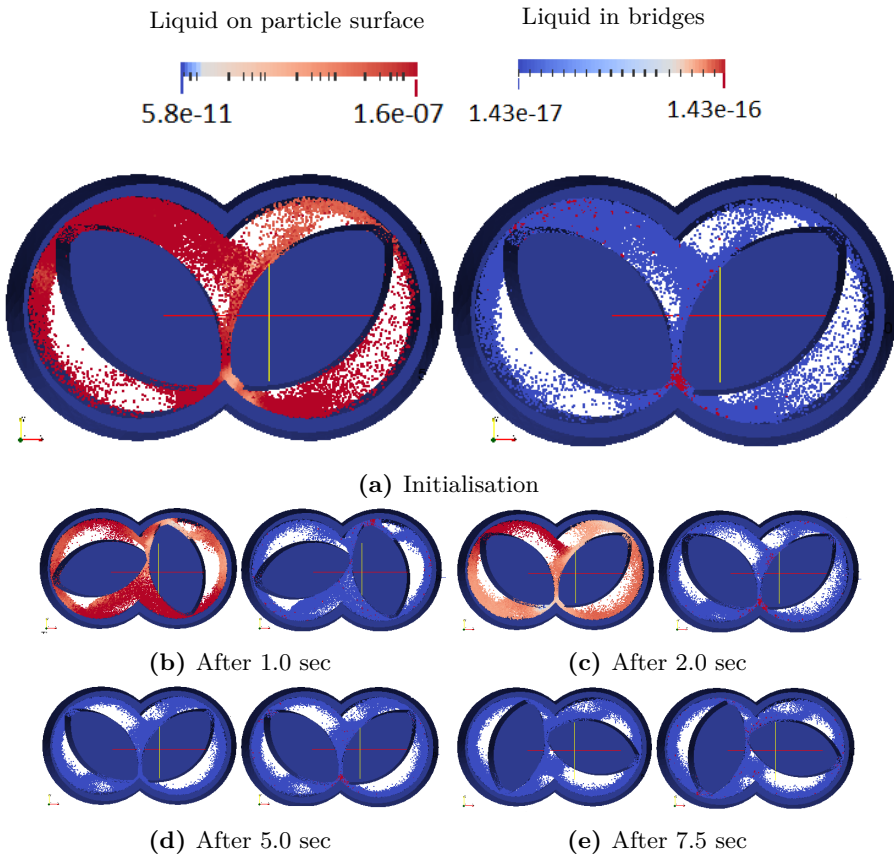 Liquid on particle surface
Liquid in bridges
5.8e-11
1.6e-07
1.43e-17
1.43e-16
(a) Initialisation
(b) After 1.0 sec
(c) After 2.0 sec
(d) After 5.0 sec
(e) After 7.5 sec